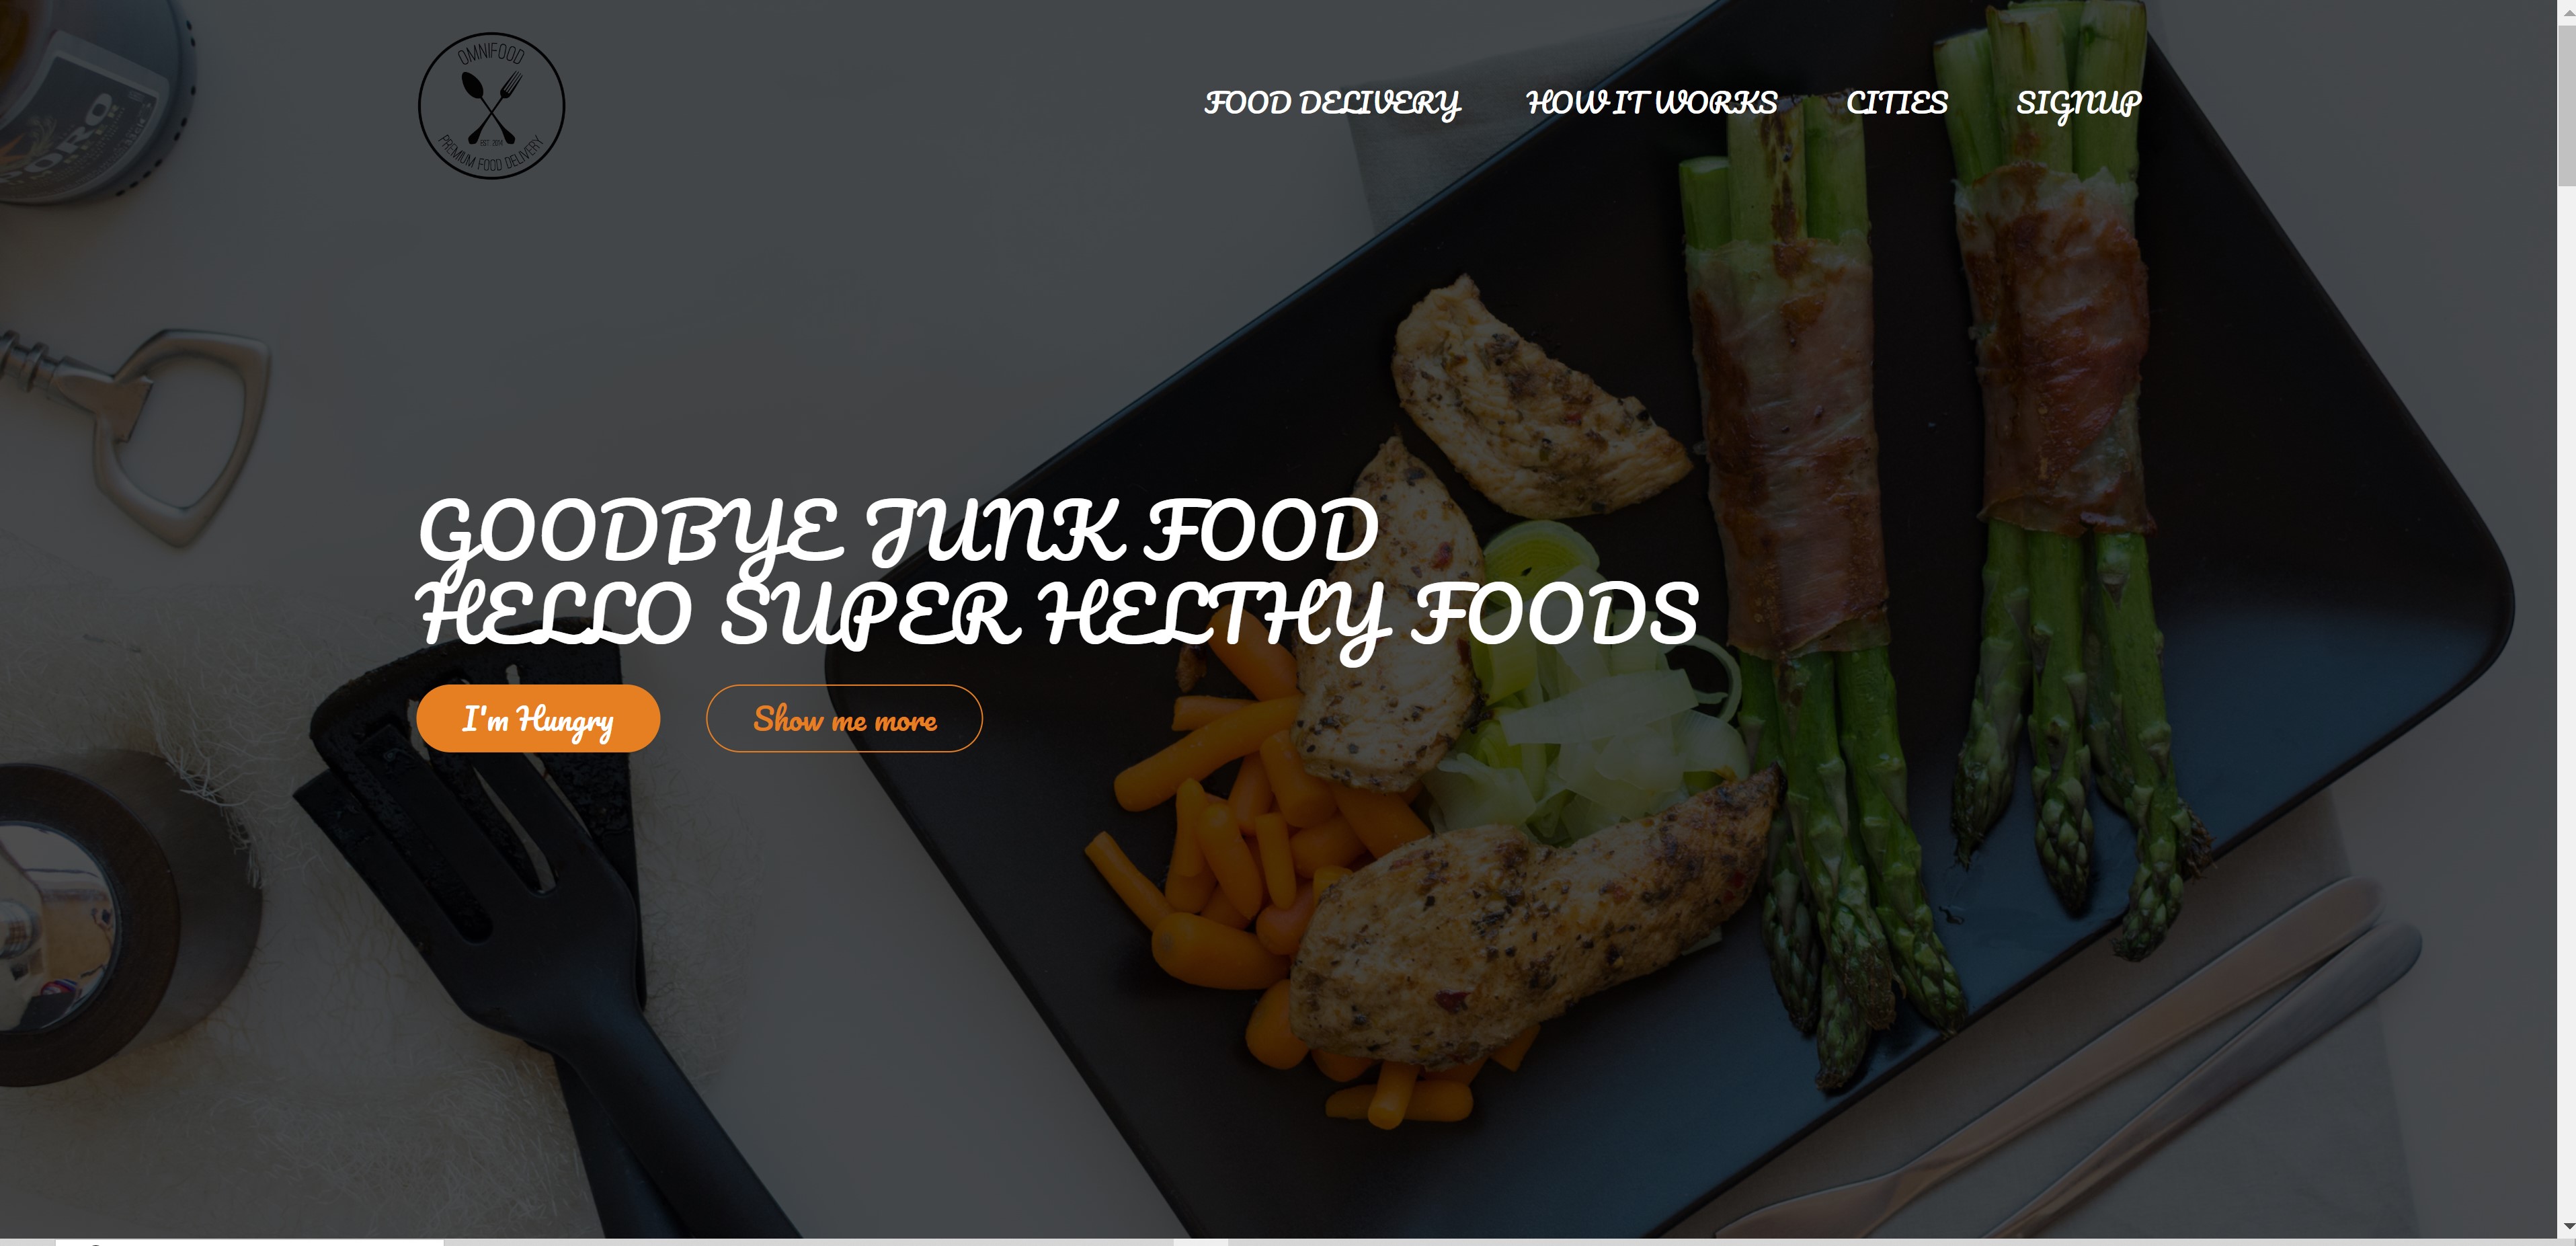 OMNIFOOD
EST. 2014
PREMIUM FOOD DELIVERY
FOOD DELIVERY HOW IT WORKS CITIES SIGNUP
GOODBYE JUNK FOOD
HELLO SUPER HELTHY FOODS
I'm Hungry Show me more